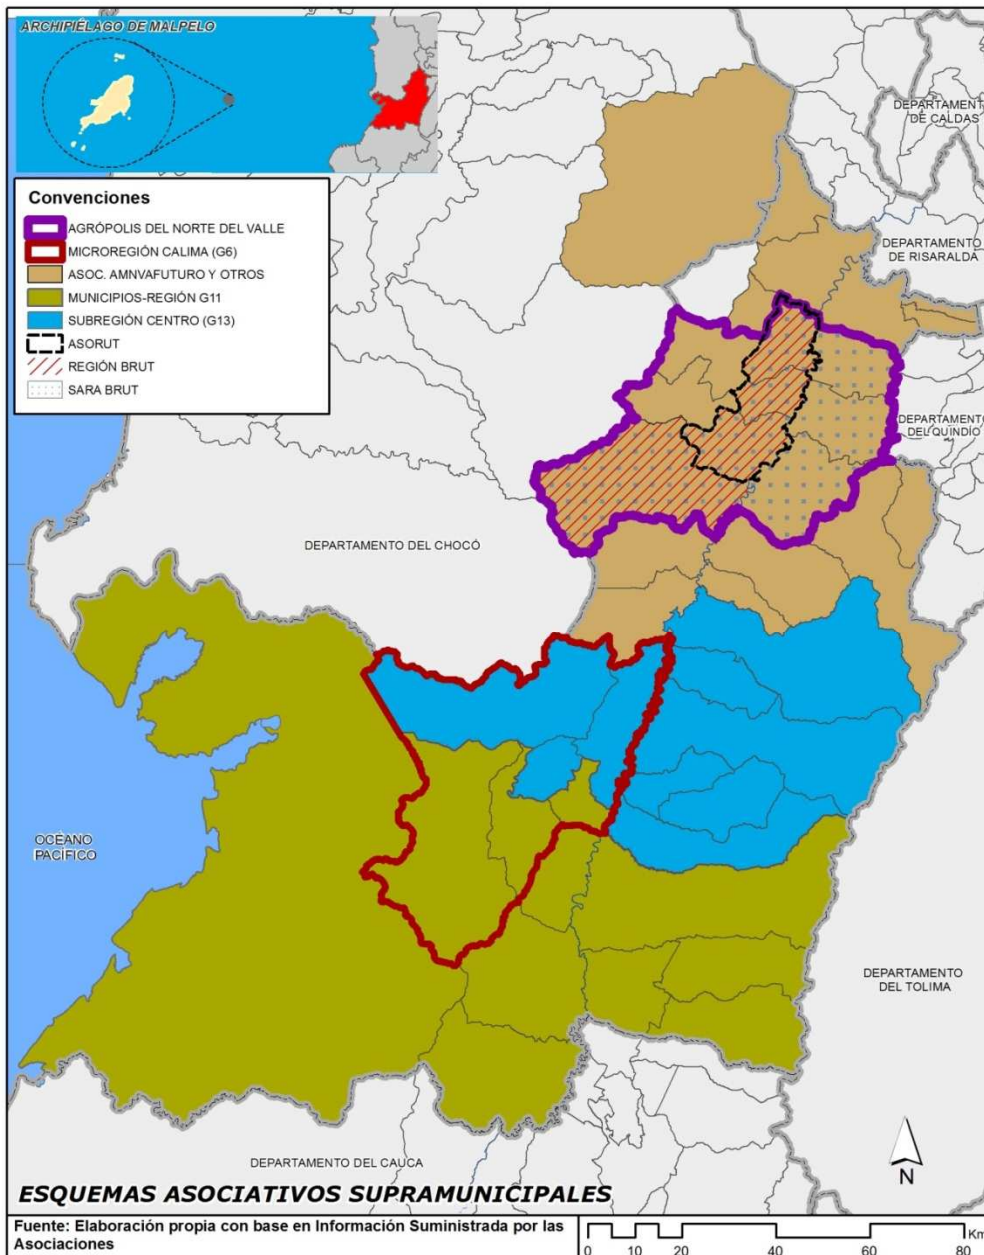 ARCHIPIÉLAGO DE MALPELO
DEPARTAMENTO
DE CALDAS
Convenciones
AGRÓPOLIS DEL NORTE DEL VALLE
MICROREGIÓN CALIMA (G6)
ASOC. AMNVAFUTURO Y OTROS
MUNICIPIOS-REGIÓN G11
SUBREGIÓN CENTRO (G13)
ASORUT
REGIÓN BRUT
SARA BRUT
DEPARTAMENTO
DE RISARALDA
DEPARTAMENTO
DEL QUINDÍO
DEPARTAMENTO DEL CHOCÓ
OCÉANO
PACÍFICO
DEPARTAMENTO
DEL TOLIMA
DEPARTAMENTO DEL CAUCA
N
ESQUEMAS ASOCIATIVOS SUPRAMUNICIPALES
Fuente: Elaboración propia con base en Información Suministrada por las
Asociaciones
Km
0 10 20 40 60 80